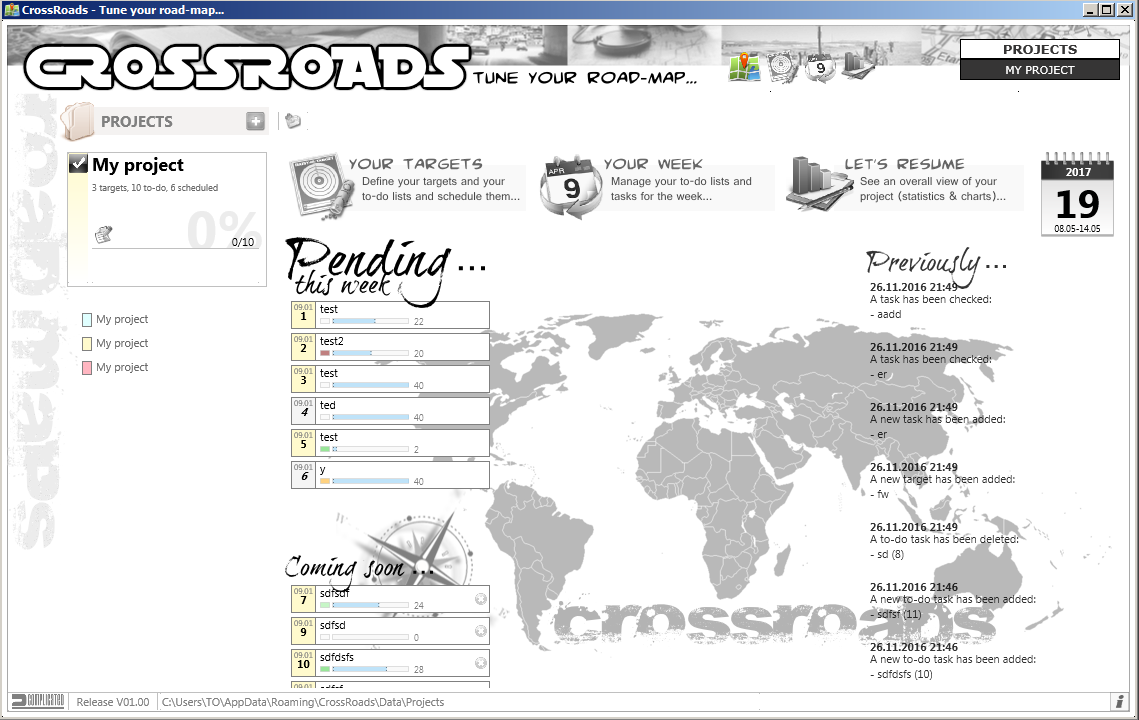 CrossRoads - Tune your road-map...
CROSSROADS
TUNE YOUR ROAD-MAP...
9
PROJECTS
MY PROJECT
PROJECTS
My project
3 targets, 10 to-do, 6 scheduled
0%
0/10
My project
My project
My project
YOUR TARGETS
Define your targets and your
to-do lists and schedule them...
APR
9
YOUR WEEK
Manage your to-do lists and
tasks for the week...
LET'S RESUME
See an overall view of your
project (statistics & charts)...
2017
19
08.05-14.05
Pending ...
this week
09.01
1
test
22
09.01
2
test2
20
09.01
3
test
40
09.01
4
ted
40
09.01
5
test
2
09.01
6
y
40
Coming soon ...
09.01
7
sdfsdf
24
09.01
9
sdfsd
0
09.01
10
sdfdsfs
28
09.01
Previously ...
26.11.2016 21:49
A task has been checked:
- aadd
26.11.2016 21:49
A task has been checked:
- er
26.11.2016 21:49
A new task has been added:
- er
26.11.2016 21:49
A new target has been added:
- fw
26.11.2016 21:49
A to-do task has been deleted:
- sd (8)
26.11.2016 21:46
A new to-do task has been added:
- sdfsf (11)
26.11.2016 21:46
A new to-do task has been added:
- sdfdsfs (10)
crossroads
road maps
COMPLICATED
Release V01.00
C:\Users\TO\AppData\Roaming\CrossRoads\Data\Projects
i